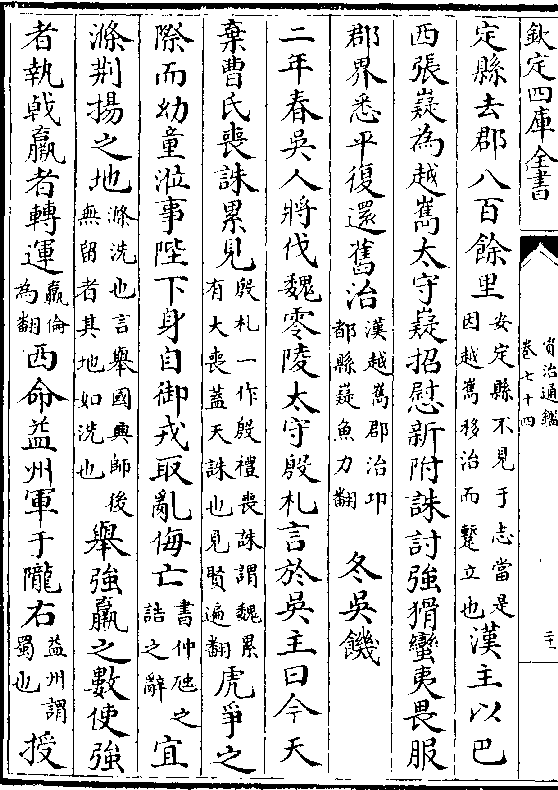 欽定四庫全書
資治通鑑
卷七十四
定縣去郡八百餘里安定縣不見于志當是因越嶲移治而蹔立也漢主以巴
西張嶷為越嶲太守嶷招慰新附誅討強猾蠻夷畏服
郡界悉平復還舊治漢越嶲郡治卭都縣嶷魚力翻冬吳饑
二年春吳人將伐魏零陵太守殷札言於吳主曰今天
棄曹氏喪誅累見殷札一作殷禮喪誅謂魏累有大喪蓋天誅也見賢遍翻虎爭之
際而幼童涖事陛下身自御戎取亂侮亡書仲虺之誥之辭宜
滌荆揚之地滌洗也言舉國興師後無留者其地如洗也舉強羸之數使強
者執戟羸者轉運羸倫為翻西命益州軍于隴右益州謂蜀也授